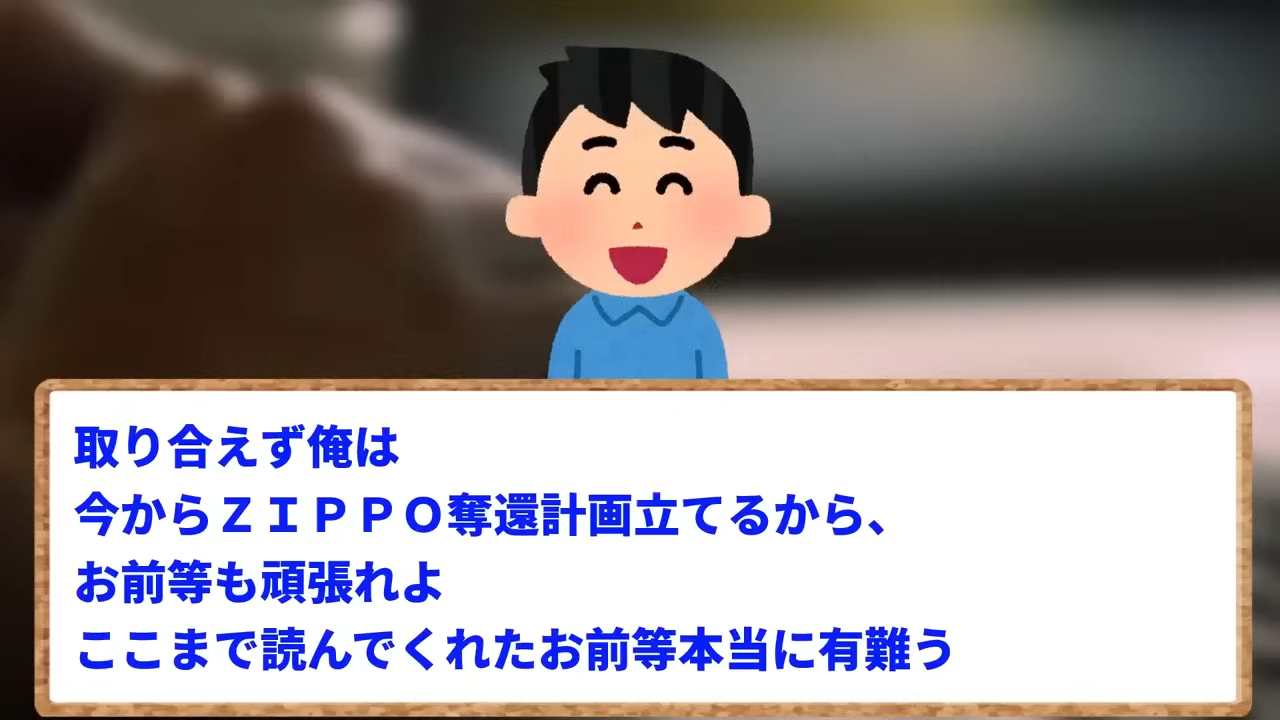 取り合えず俺は
今からＺＩＰＰＯ奪還計画立てるから、
お前等も頑張れよ
ここまで読んでくれたお前等本当に有難う